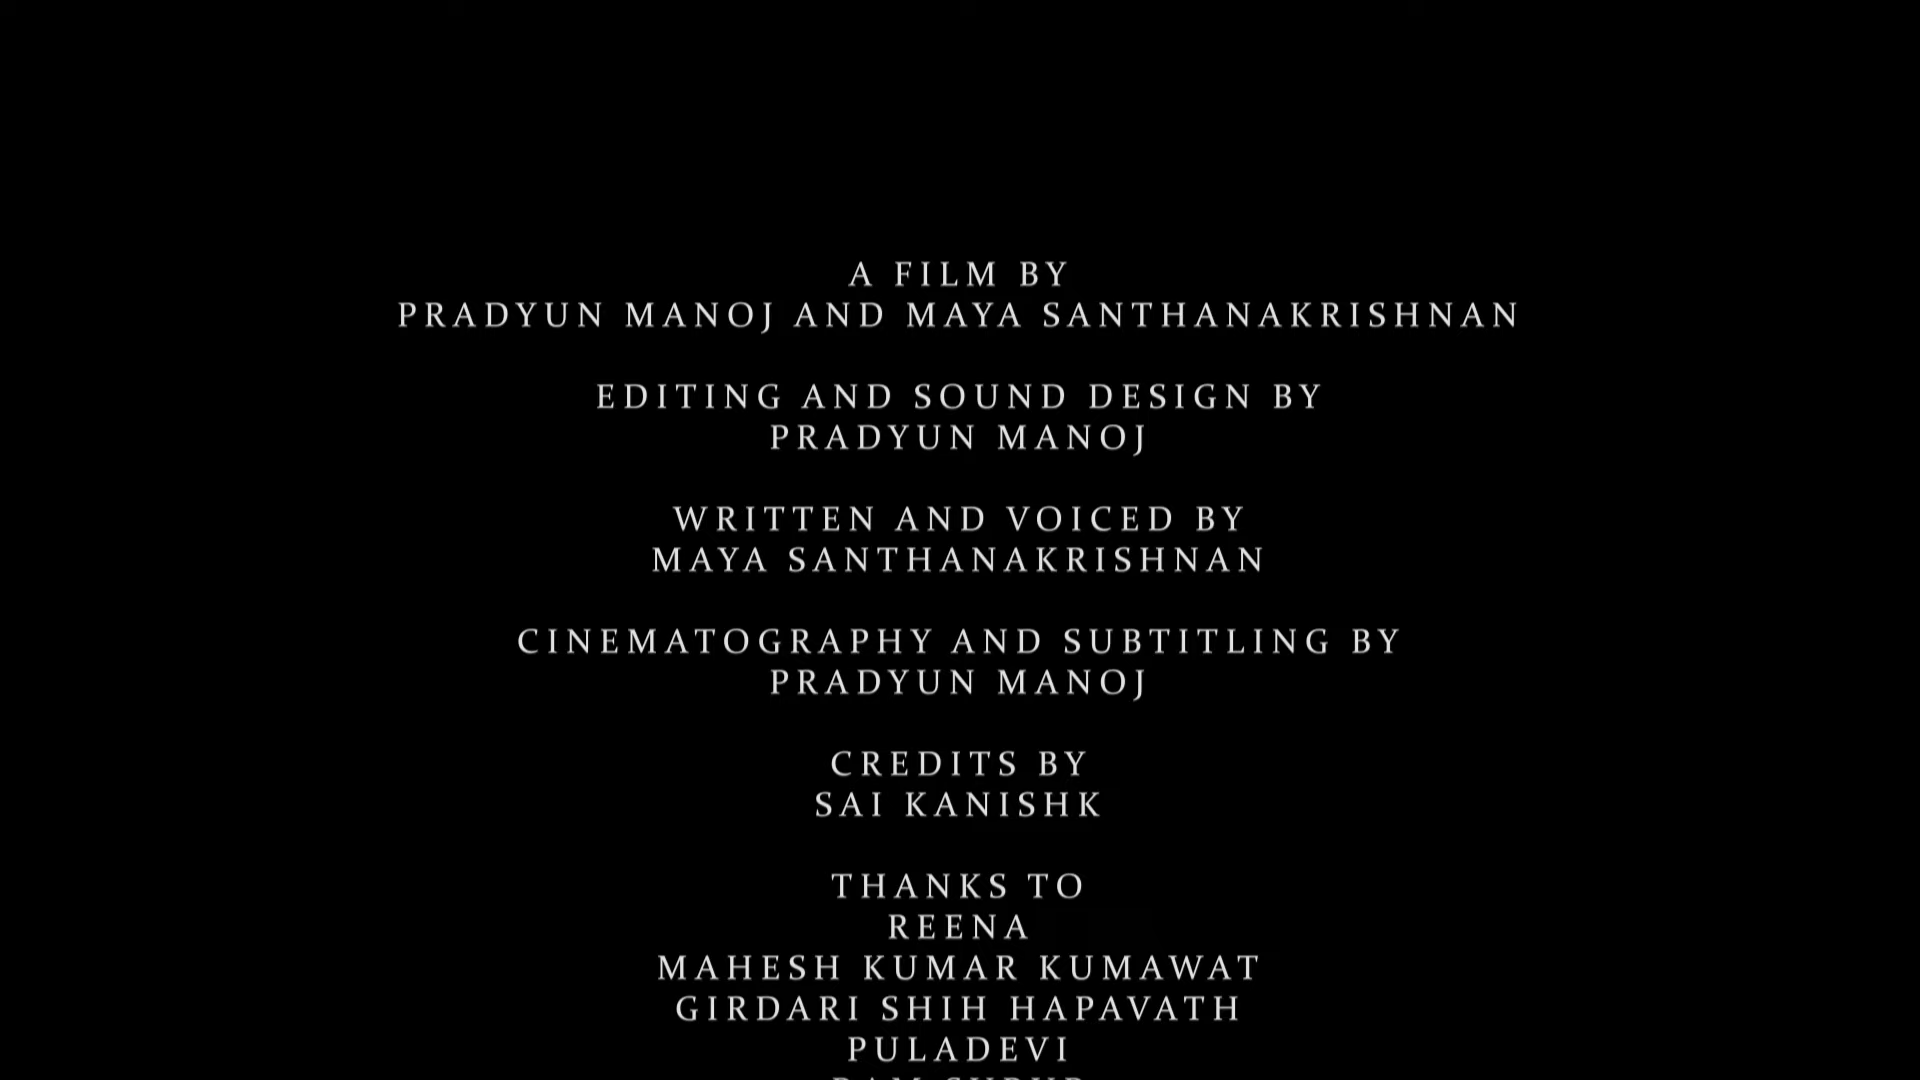 A FILM BY
PRADYUN MANOJ AND MAYA SANTHANAKRISHNAN
EDITING AND SOUND DESIGN BY
PRADYUN MANOJ
WRITTEN AND VOICED BY
MAYA SANTHANAKRISHNAN
CINEMATOGRAPHY AND SUBTITLING BY
PRADYUN MANOJ
CREDITS BY
SAI KANISHK
THANKS TO
REENA
MAHESH KUMAR KUMAWAT
GIRDARI SHIH HAPAVATH
PULADEVI